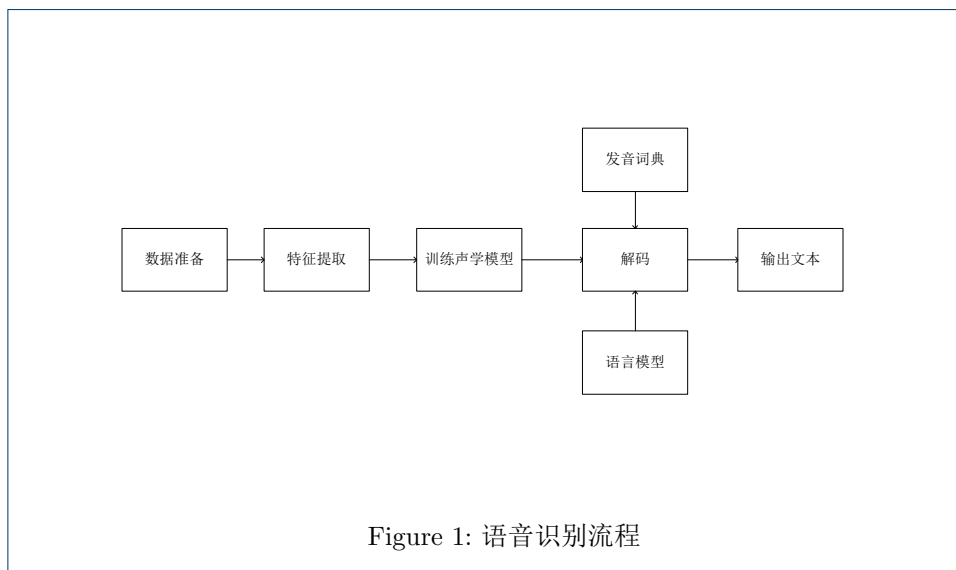 发音词典
数据准备
特征提取
训练声学模型
解码
输出文本
语言模型
Figure 1: 语音识别流程